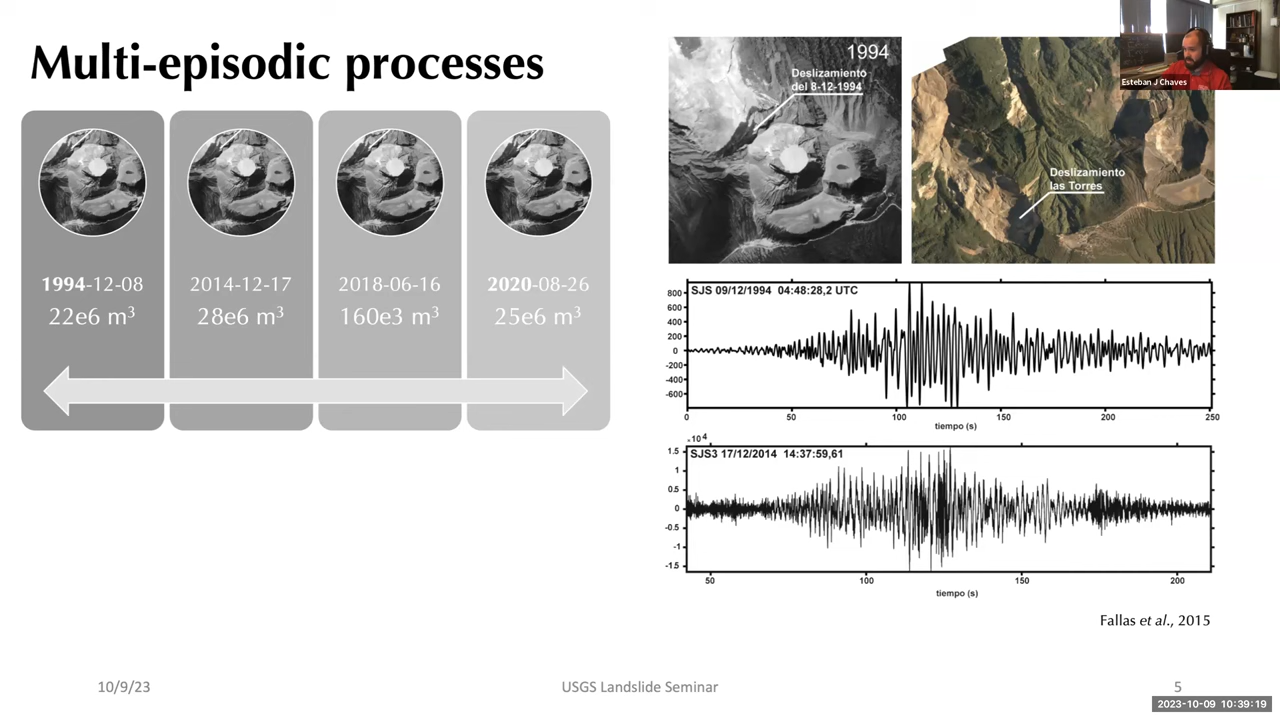 Multi-episodic processes
1994-12-08
22e6 m³
2014-12-17
28e6 m³
2018-06-16
160e3 m³
2020-08-26
25e6 m³
1994
Deslizamiento
del 8-12-1994
Deslizamiento
las Torres
Esteban J Chaves
SJS 09/12/1994 04:48:28,2 UTC
800
600
400
200
0
-200
-400
-600
0 50 100 150 200 250
tiempo (s)
×10⁴
SJS3 17/12/2014 14:37:59,61
1.5
1
0.5
0
-0.5
-1
-1.5
50 100 150 200
tiempo (s)
Fallas et al., 2015
10/9/23
USGS Landslide Seminar
5
2023-10-09 10:39:19